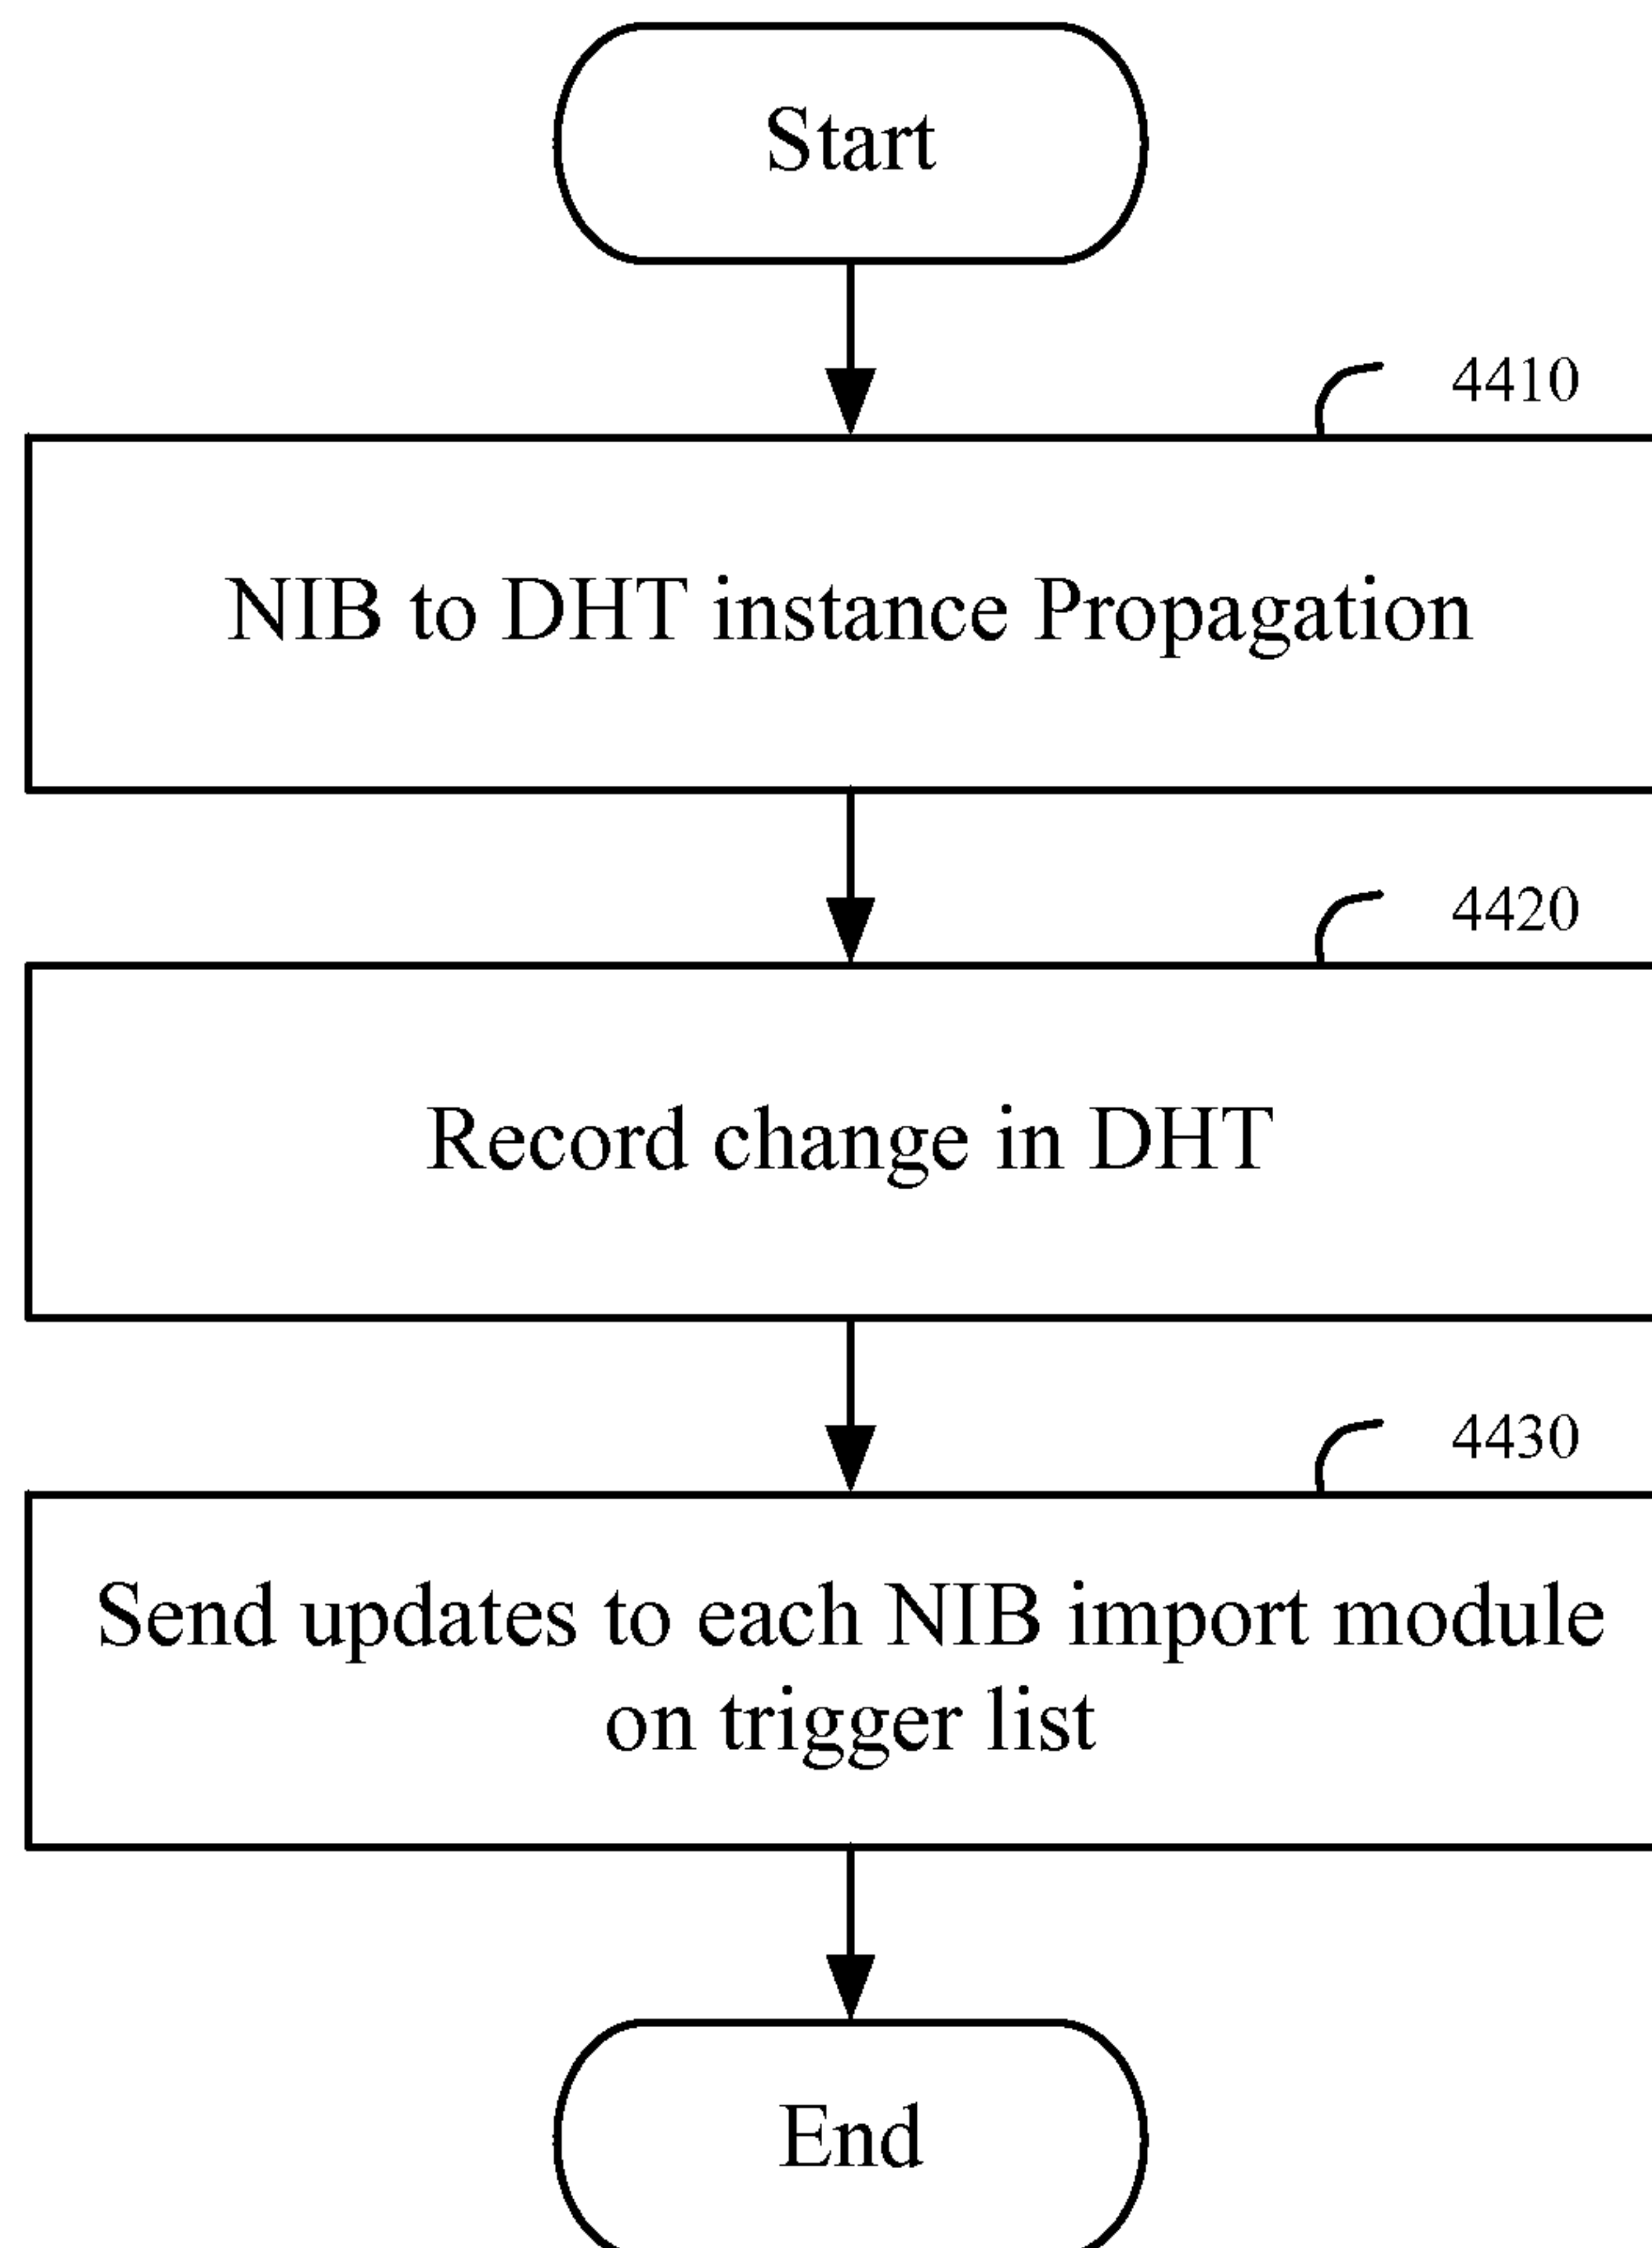 Start
4410
NIB to DHT instance Propagation
4420
Record change in DHT
4430
Send updates to each NIB import module
on trigger list
End